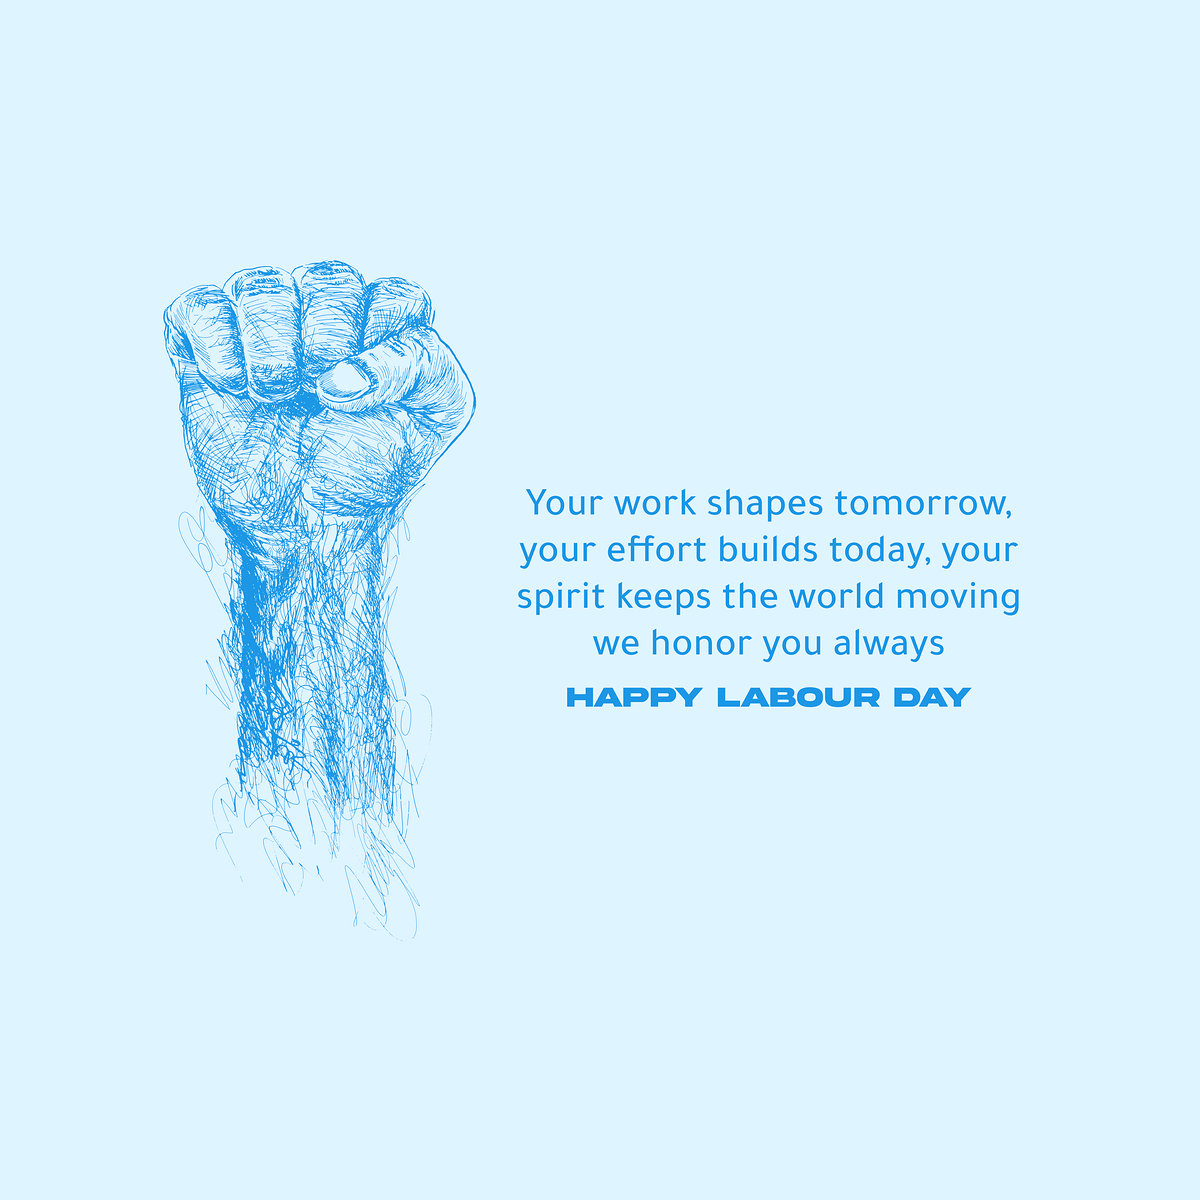 Your work shapes tomorrow,
your effort builds today, your
spirit keeps the world moving
we honor you always
HAPPY LABOUR DAY